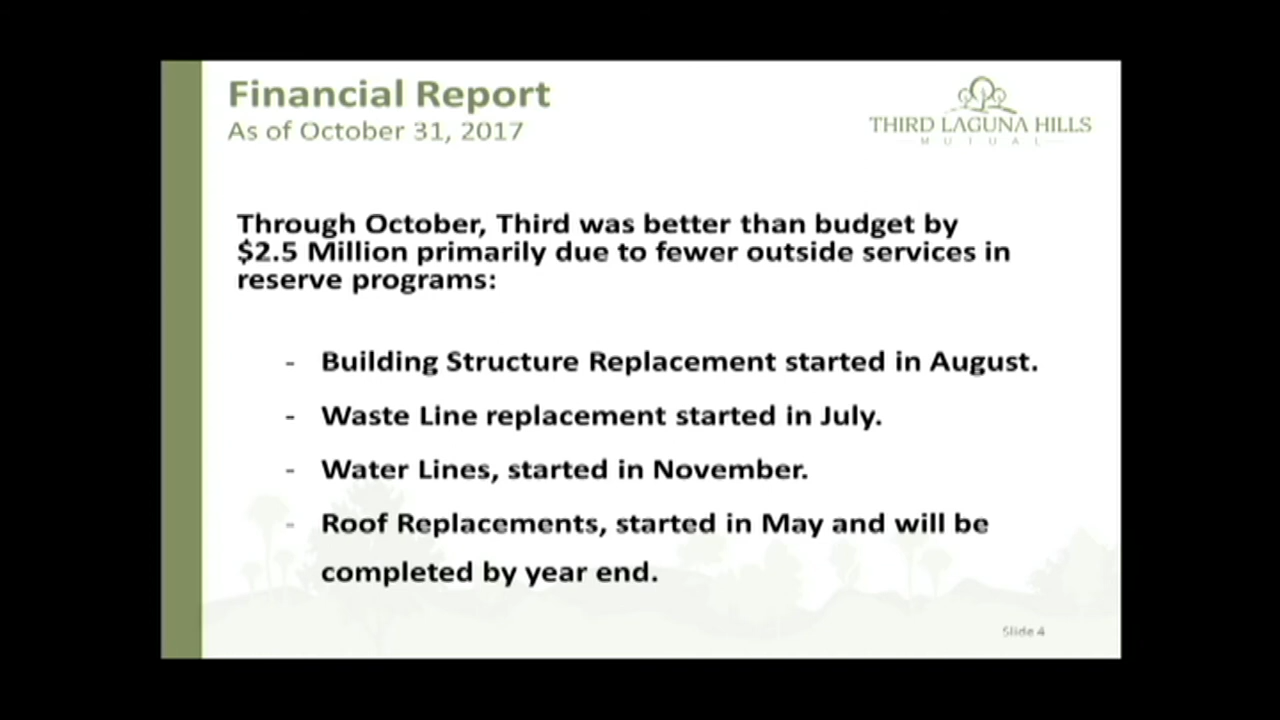 Financial Report
As of October 31, 2017
THIRD LAGUNA HILLS
MUTUAL
Through October, Third was better than budget by
$2.5 Million primarily due to fewer outside services in
reserve programs:
- Building Structure Replacement started in August.
- Waste Line replacement started in July.
- Water Lines, started in November.
- Roof Replacements, started in May and will be
completed by year end.
Slide 4